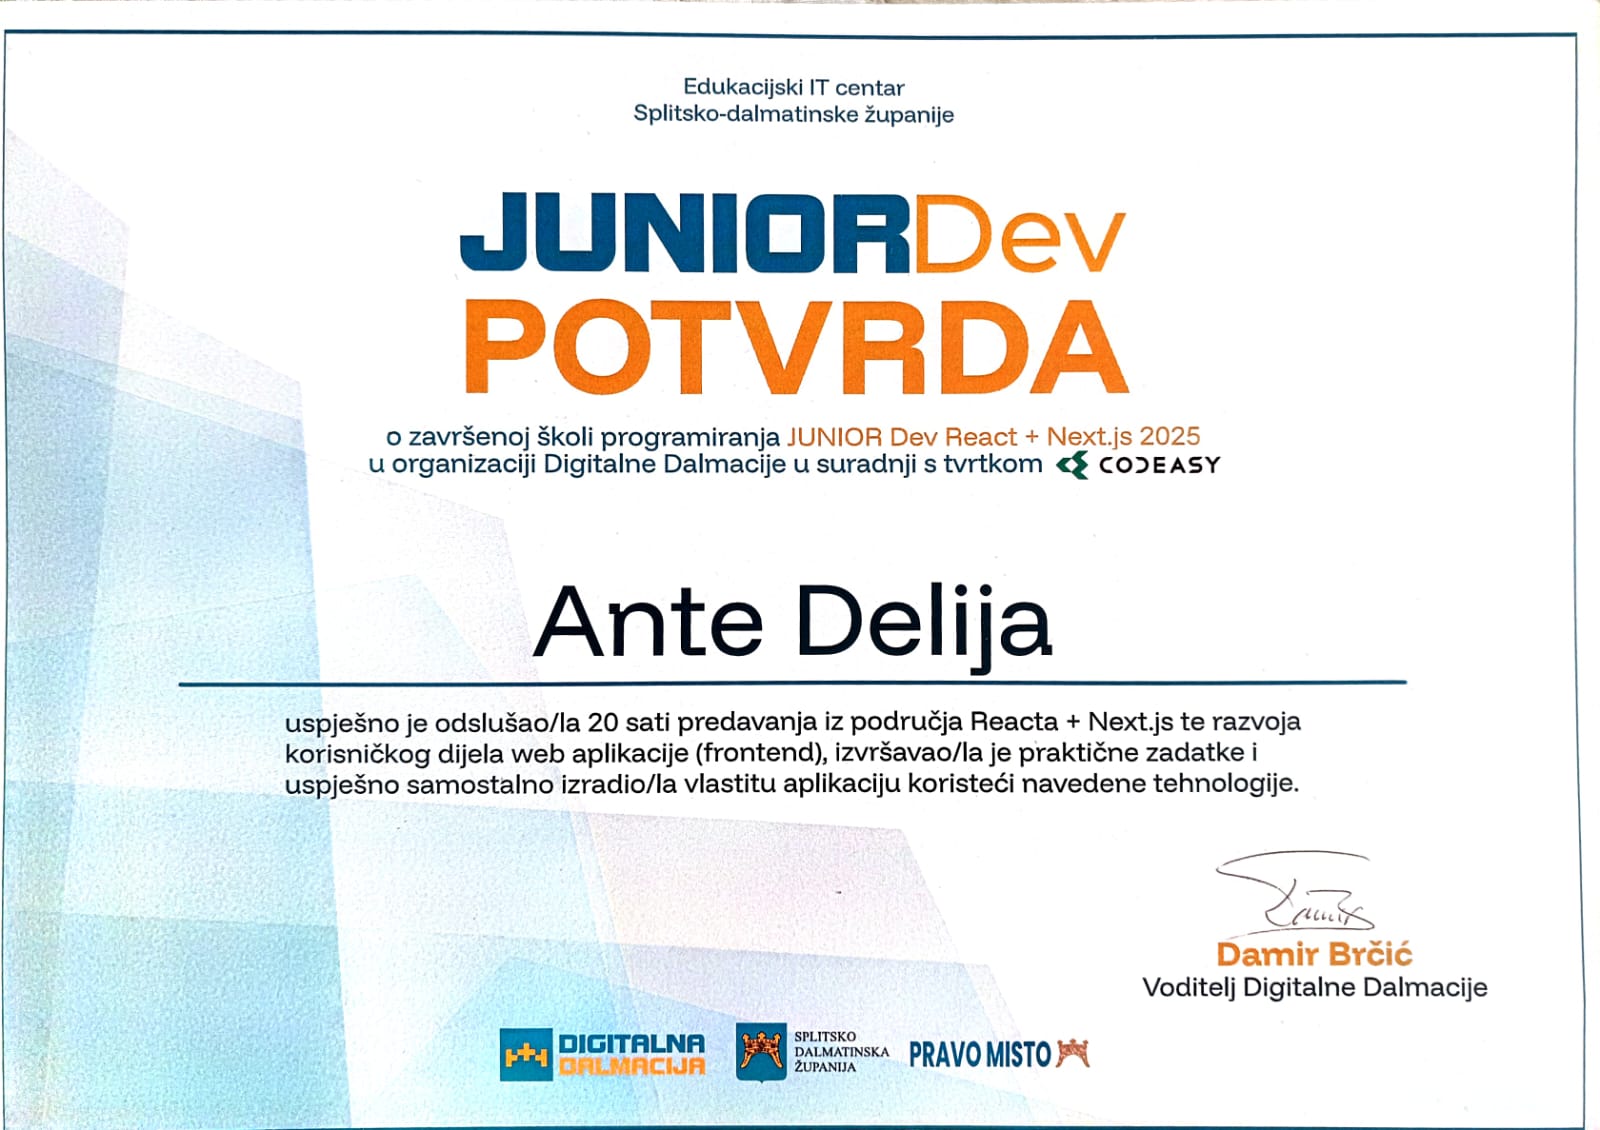 Edukacijski IT centar
Splitsko-dalmatinske županije
JUNIORDev
POTVRDA
o završenoj školi programiranja JUNIOR Dev React + Next.js 2025
u organizaciji Digitalne Dalmacije u suradnji s tvrtkom CODEASY
Ante Delija
uspješno je odslušao/la 20 sati predavanja iz područja Reacta + Next.js te razvoja
korisničkog dijela web aplikacije (frontend), izvršavao/la je praktične zadatke i
uspješno samostalno izradio/la vlastitu aplikaciju koristeći navedene tehnologije.
Damir Brčić
Voditelj Digitalne Dalmacije
DIGITALNA
DALMACIJA
SPLITSKO
DALMATINSKA
ŽUPANIJA
PRAVO MISTO